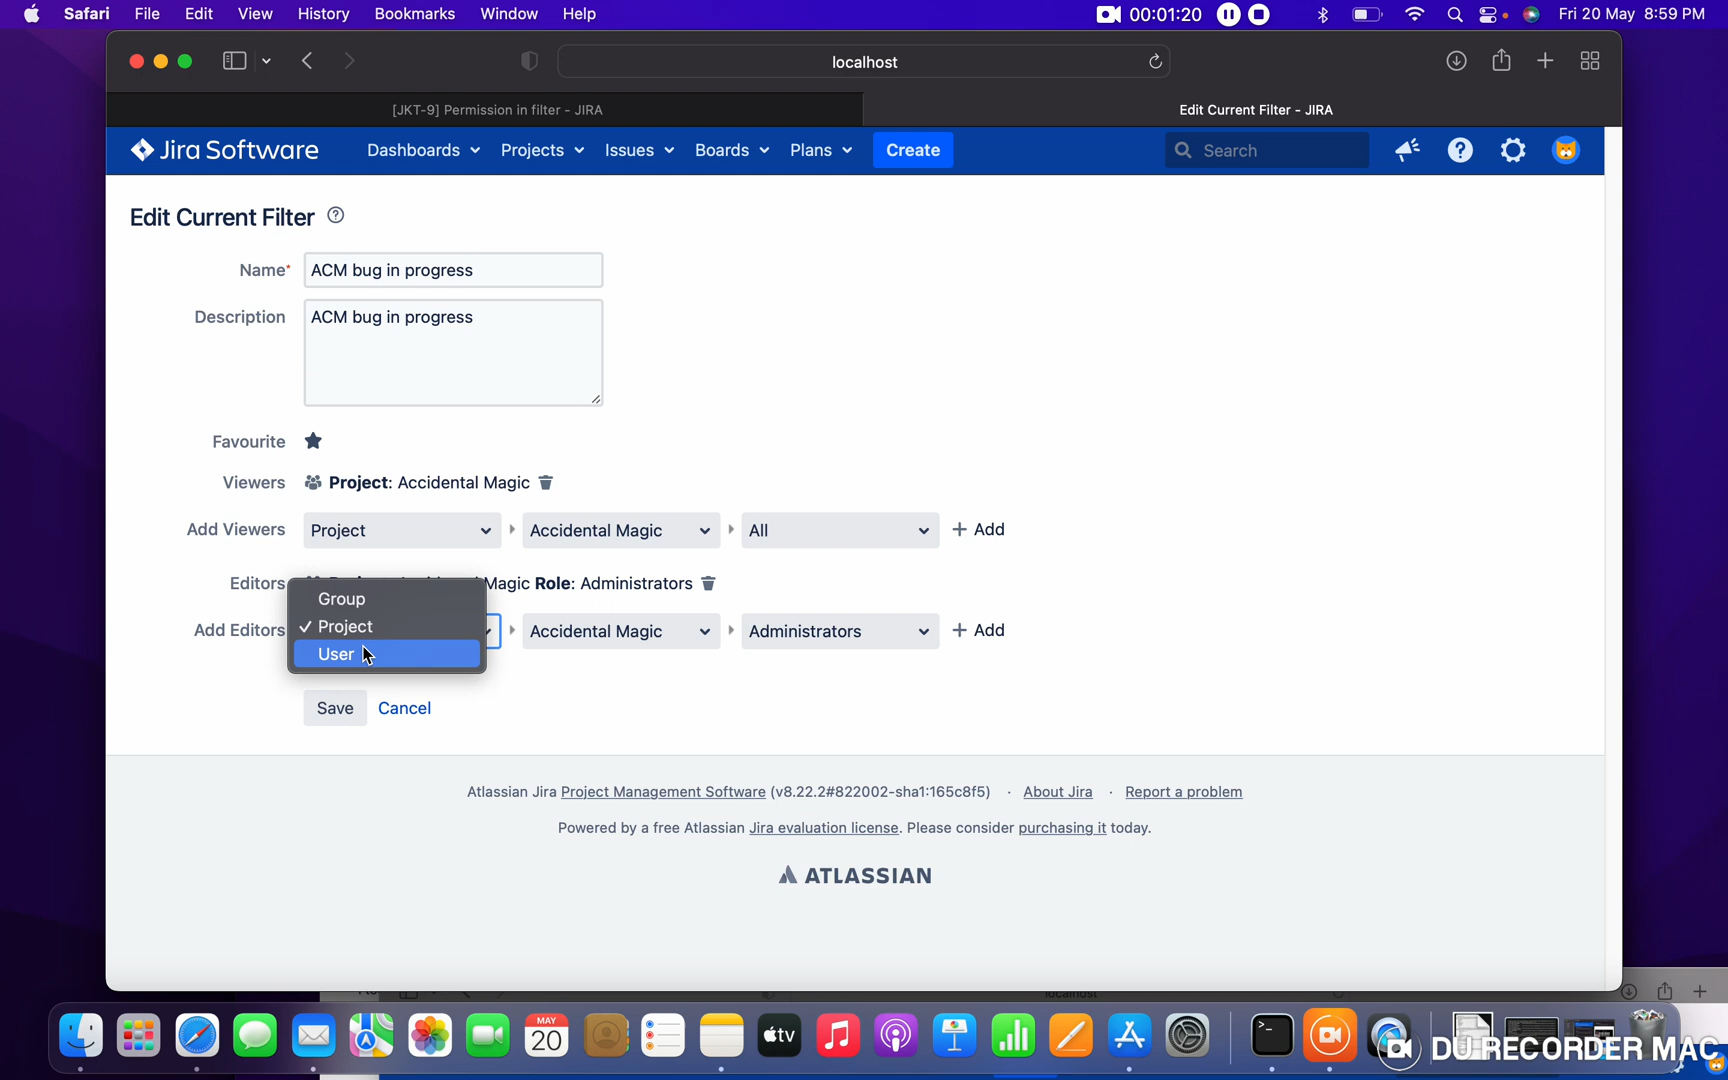 Safari File Edit View History Bookmarks Window Help 00:01:20 Fri 20 May 8:59 PM
localhost
[JKT-9] Permission in filter - JIRA Edit Current Filter - JIRA
Jira Software Dashboards Projects Issues Boards Plans Create Search
Edit Current Filter
Name* ACM bug in progress
Description ACM bug in progress
Favourite
Viewers Project: Accidental Magic
Add Viewers Project Accidental Magic All + Add
Editors Magic Role: Administrators
Group
Project
Add Editors Accidental Magic Administrators + Add
User
Save Cancel
Atlassian Jira Project Management Software (v8.22.2#822002-sha1:165c8f5) · About Jira · Report a problem
Powered by a free Atlassian Jira evaluation license. Please consider purchasing it today.
ATLASSIAN
localhost
MAY
20
tv
DU RECORDER MAC